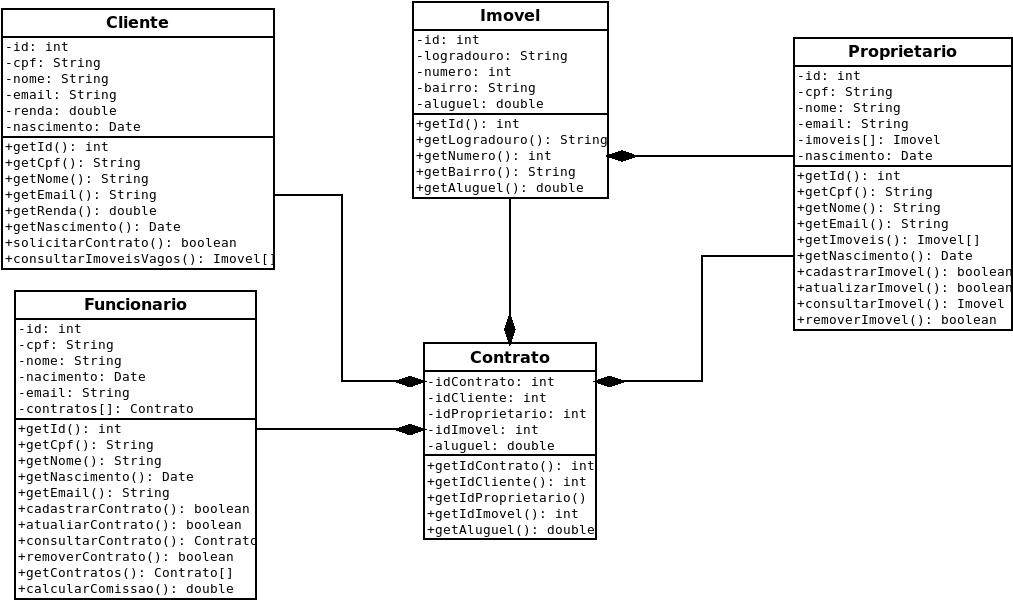 Cliente
-id: int
-cpf: String
-nome: String
-email: String
-renda: double
-nascimento: Date
+getId(): int
+getCpf(): String
+getNome(): String
+getEmail(): String
+getRenda(): double
+getNascimento(): Date
+solicitarContrato(): boolean
+consultarImoveisVagos(): Imovel[]
Imovel
-id: int
-logradouro: String
-numero: int
-bairro: String
-aluguel: double
+getId(): int
+getLogradouro(): String
+getNumero(): int
+getBairro(): String
+getAluguel(): double
Proprietario
-id: int
-cpf: String
-nome: String
-email: String
-imoveis[]: Imovel
-nascimento: Date
+getId(): int
+getCpf(): String
+getNome(): String
+getEmail(): String
+getImoveis(): Imovel[]
+getNascimento(): Date
+cadastrarImovel(): boolean
+atualizarImovel(): boolean
+consultarImovel(): Imovel
+removerImovel(): boolean
Funcionario
-id: int
-cpf: String
-nome: String
-nacimento: Date
-email: String
-contratos[]: Contrato
+getId(): int
+getCpf(): String
+getNome(): String
+getNascimento(): Date
+getEmail(): String
+cadastrarContrato(): boolean
+atualiarContrato(): boolean
+consultarContrato(): Contrato
+removerContrato(): boolean
+getContratos(): Contrato[]
+calcularComissao(): double
Contrato
-idContrato: int
-idCliente: int
-idProprietario: int
-idImovel: int
-aluguel: double
+getIdContrato(): int
+getIdCliente(): int
+getIdProprietario()
+getIdImovel(): int
+getAluguel(): double